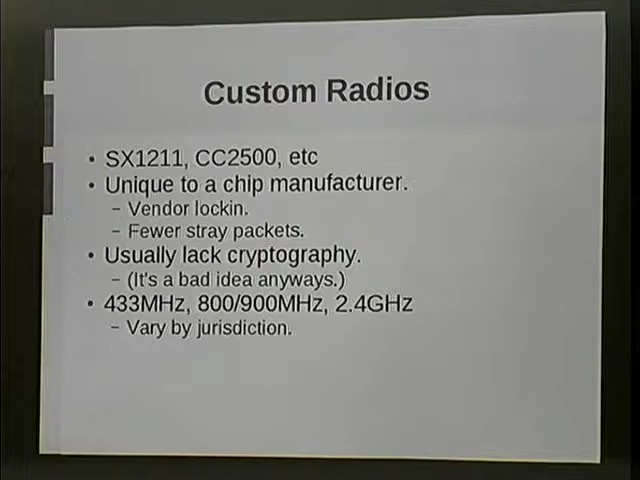 Custom Radios
• SX1211, CC2500, etc
• Unique to a chip manufacturer.
– Vendor lockin.
– Fewer stray packets.
• Usually lack cryptography.
– (It's a bad idea anyways.)
• 433MHz, 800/900MHz, 2.4GHz
– Vary by jurisdiction.